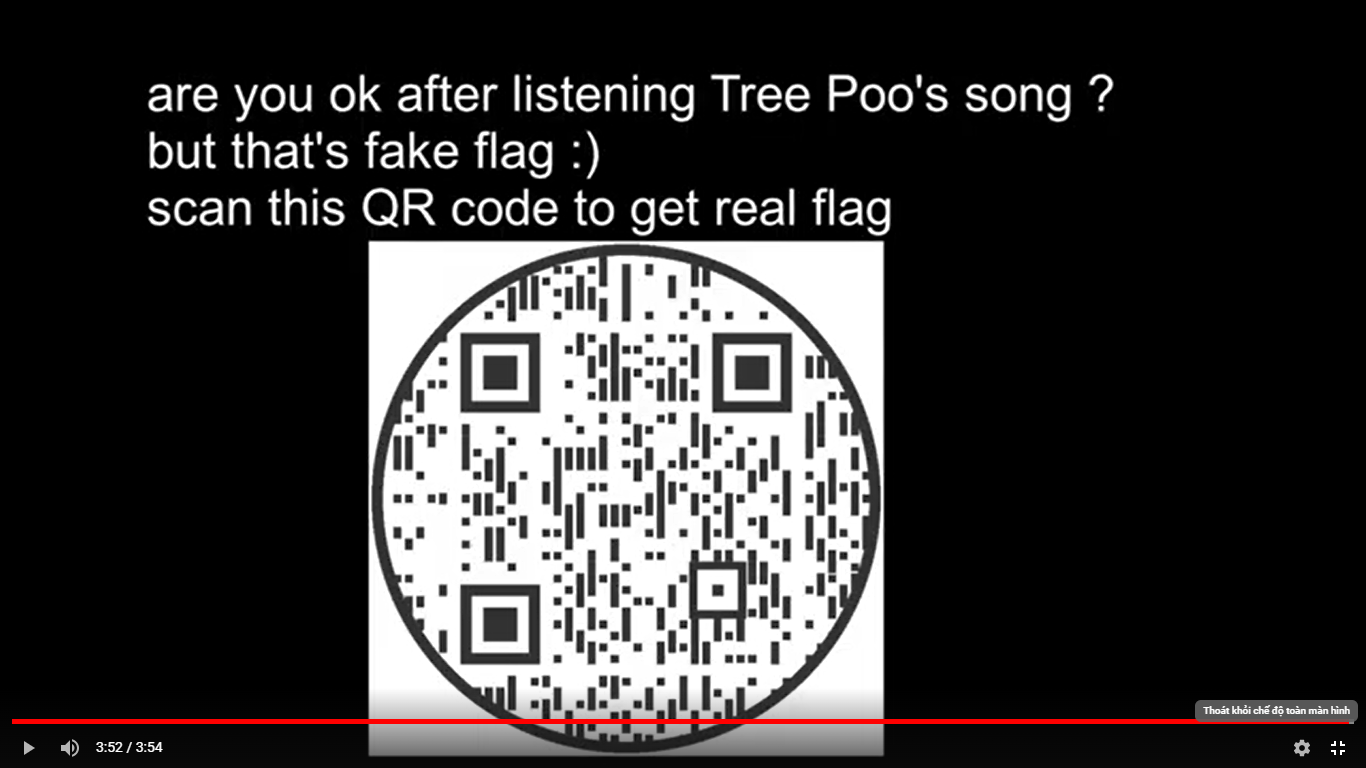 are you ok after listening Tree Poo's song ?
but that's fake flag :)
scan this QR code to get real flag
Thoát khỏi chế độ toàn màn hình
3:52 / 3:54